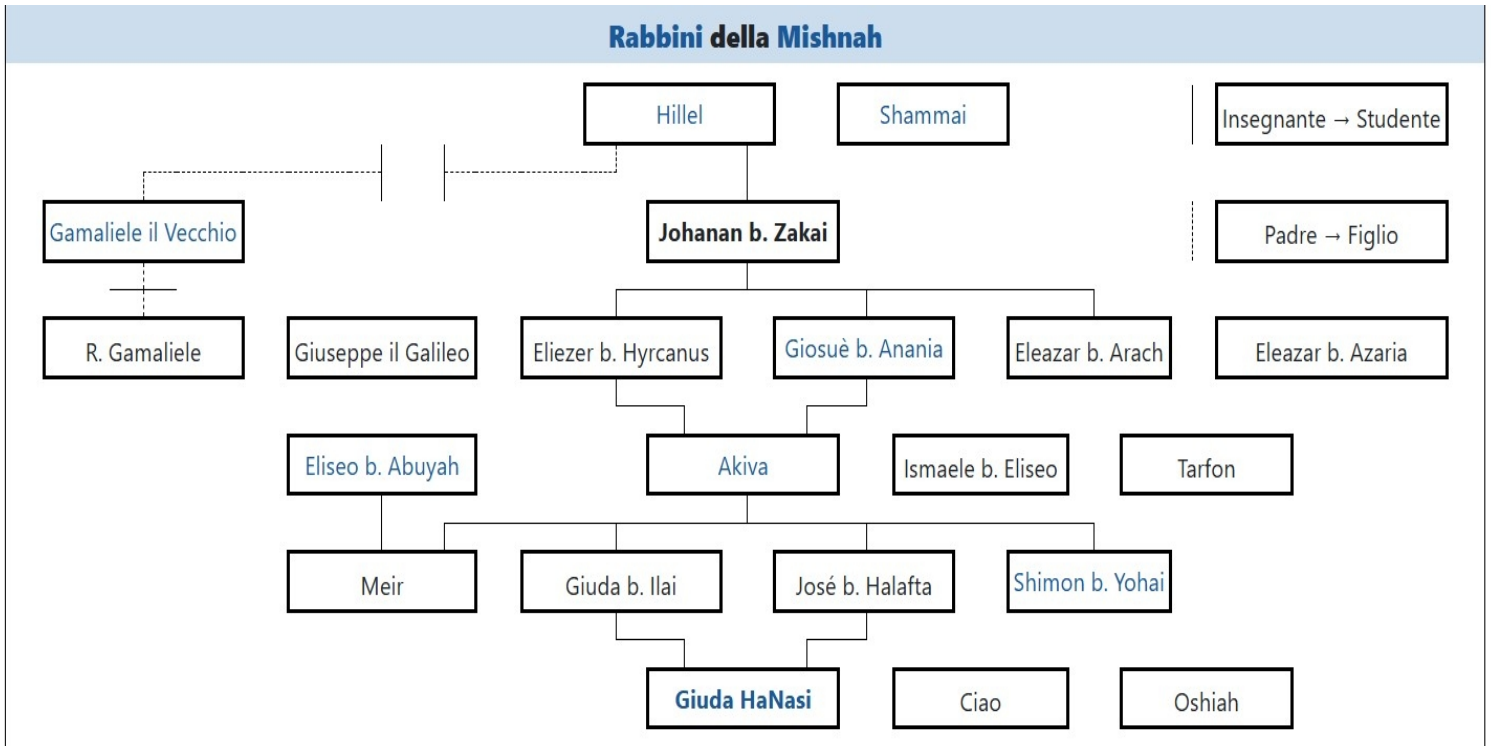 Rabbini della Mishnah
Hillel
Shammai
Insegnante → Studente
Gamaliele il Vecchio
Johanan b. Zakai
Padre → Figlio
R. Gamaliele
Giuseppe il Galileo
Eliezer b. Hyrcanus
Giosuè b. Anania
Eleazar b. Arach
Eleazar b. Azaria
Eliseo b. Abuyah
Akiva
Ismaele b. Eliseo
Tarfon
Meir
Giuda b. Ilai
José b. Halafta
Shimon b. Yohai
Giuda HaNasi
Ciao
Oshiah